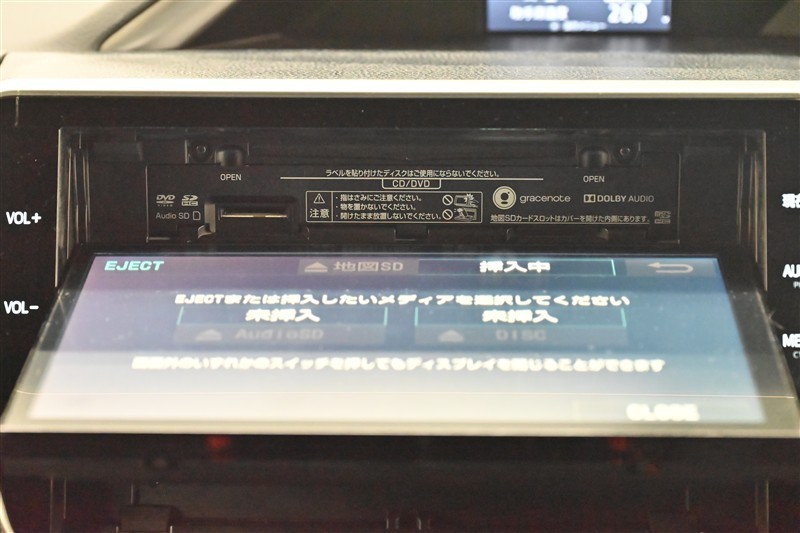 25.0
OPEN
ラベルを貼り付けたディスクはご使用にならないでください。
OPEN
CD/DVD
DVD
SD
Audio SD
注意
・指はさみにご注意ください。
・物を置かないでください。
・開けたまま放置しないでください。
gracenote
DOLBY AUDIO
地図SDカードスロットはカバーを開けた内側にあります。
VOL+
VOL-
EJECT
地図SD
挿入中
EJECTまたは挿入したいメディアを選択してください
未挿入
未挿入
AudioSD
DISC
画面外のいずれかのスイッチを押してもディスプレイを閉じることができます
CLOSE
現在
AU
ME